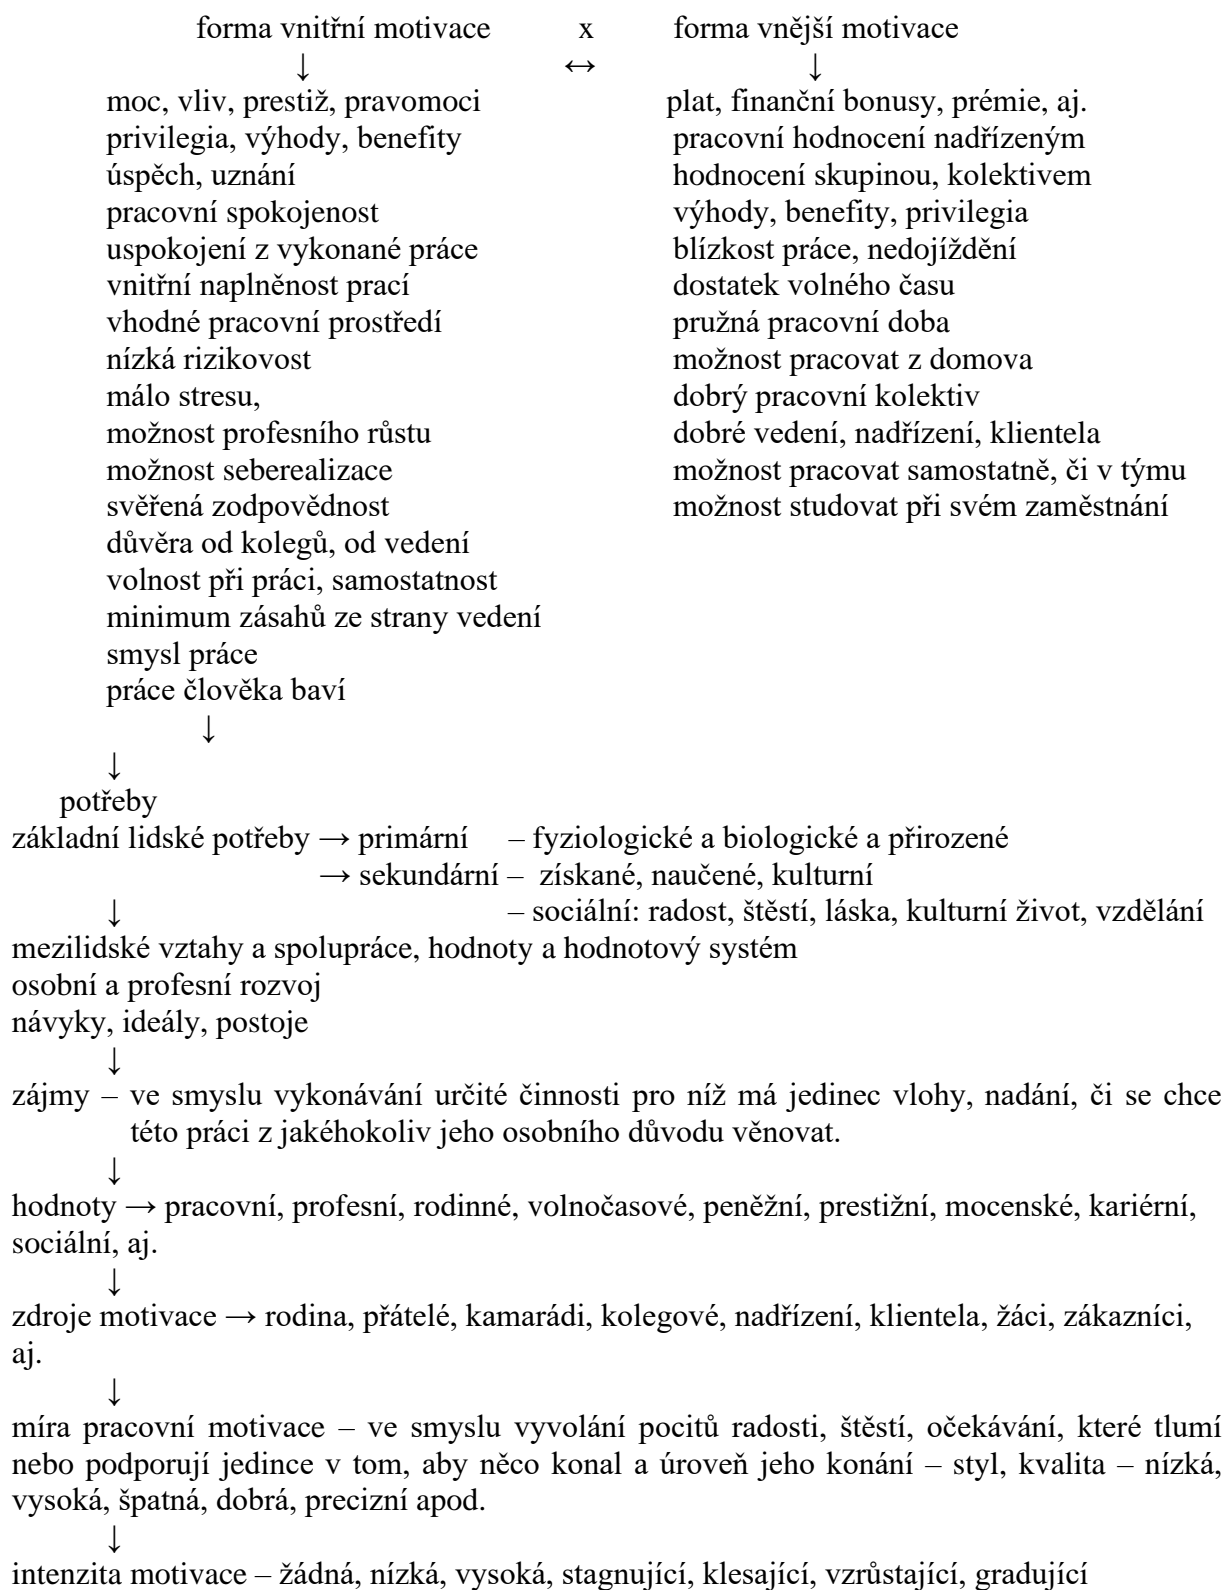 forma vnitřní motivace x forma vnější motivace
↓ ↔ ↓
moc, vliv, prestiž, pravomoci plat, finanční bonusy, prémie, aj.
privilegia, výhody, benefity pracovní hodnocení nadřízeným
úspěch, uznání hodnocení skupinou, kolektivem
pracovní spokojenost výhody, benefity, privilegia
uspokojení z vykonané práce blízkost práce, nedojíždění
vnitřní naplněnost prací dostatek volného času
vhodné pracovní prostředí pružná pracovní doba
nízká rizikovost možnost pracovat z domova
málo stresu, dobrý pracovní kolektiv
možnost profesního růstu dobré vedení, nadřízení, klientela
možnost seberealizace možnost pracovat samostatně, či v týmu
svěřená zodpovědnost možnost studovat při svém zaměstnání
důvěra od kolegů, od vedení
volnost při práci, samostatnost
minimum zásahů ze strany vedení
smysl práce
práce člověka baví
↓
↓
potřeby
základní lidské potřeby → primární – fyziologické a biologické a přirozené
→ sekundární – získané, naučené, kulturní
↓ – sociální: radost, štěstí, láska, kulturní život, vzdělání
mezilidské vztahy a spolupráce, hodnoty a hodnotový systém
osobní a profesní rozvoj
návyky, ideály, postoje
↓
zájmy – ve smyslu vykonávání určité činnosti pro níž má jedinec vlohy, nadání, či se chce
této práci z jakéhokoliv jeho osobního důvodu věnovat.
↓
hodnoty → pracovní, profesní, rodinné, volnočasové, peněžní, prestižní, mocenské, kariérní,
sociální, aj.
↓
zdroje motivace → rodina, přátelé, kamarádi, kolegové, nadřízení, klientela, žáci, zákazníci,
aj.
↓
míra pracovní motivace – ve smyslu vyvolání pocitů radosti, štěstí, očekávání, které tlumí
nebo podporují jedince v tom, aby něco konal a úroveň jeho konání – styl, kvalita – nízká,
vysoká, špatná, dobrá, precizní apod.
↓
intenzita motivace – žádná, nízká, vysoká, stagnující, klesající, vzrůstající, gradující